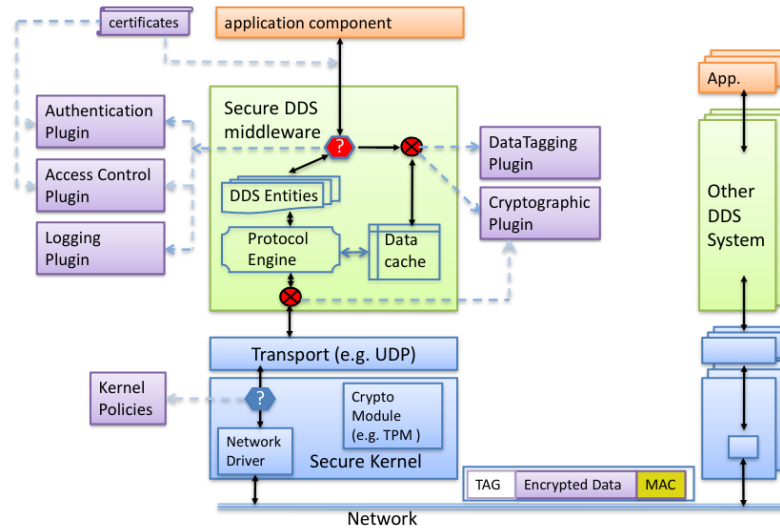 certificates
application component
Authentication
Plugin
Access Control
Plugin
Logging
Plugin
Secure DDS
middleware
?
DDS Entities
Protocol
Engine
Data
cache
DataTagging
Plugin
Cryptographic
Plugin
App.
Other
DDS
System
Transport (e.g. UDP)
Kernel
Policies
?
Crypto
Module
(e.g. TPM )
Network
Driver
Secure Kernel
TAG
Encrypted Data
MAC
Network